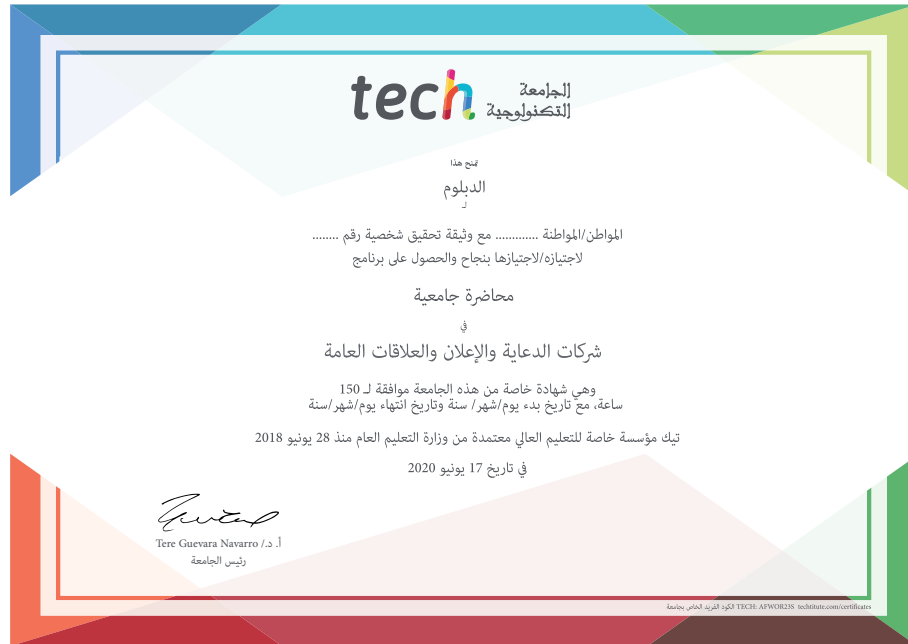 tech الجامعة
التكنولوجية
تمنح هذا
الدبلوم
لـ
المواطن/المواطنة ............. مع وثيقة تحقيق شخصية رقم ........
لاجتيازه/لاجتيازها بنجاح والحصول على برنامج
محاضرة جامعية
في
شركات الدعاية والإعلان والعلاقات العامة
وهي شهادة خاصة من هذه الجامعة موافقة لـ 150
ساعة، مع تاريخ بدء يوم/شهر/ سنة وتاريخ انتهاء يوم/شهر/سنة
تيك مؤسسة خاصة للتعليم العالي معتمدة من وزارة التعليم العام منذ 28 يونيو 2018
في تاريخ 17 يونيو 2020
أ. د./ Tere Guevara Navarro
رئيس الجامعة
الكود الفريد الخاص بجامعة TECH: AFWOR23S techtitute.com/certificates